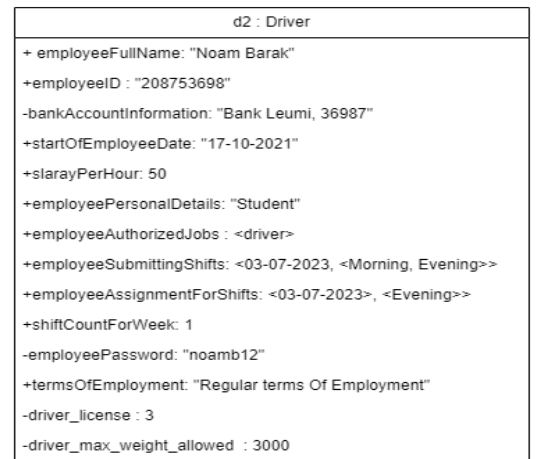 d2 : Driver
+ employeeFullName: "Noam Barak"
+employeeID : "208753698"
-bankAccountInformation: "Bank Leumi, 36987"
+startOfEmployeeDate: "17-10-2021"
+slarayPerHour: 50
+employeePersonalDetails: "Student"
+employeeAuthorizedJobs : <driver>
+employeeSubmittingShifts: <03-07-2023, <Morning, Evening>>
+employeeAssignmentForShifts: <03-07-2023>, <Evening>>
+shiftCountForWeek: 1
-employeePassword: "noamb12"
+termsOfEmployment: "Regular terms Of Employment"
-driver_license : 3
-driver_max_weight_allowed  : 3000